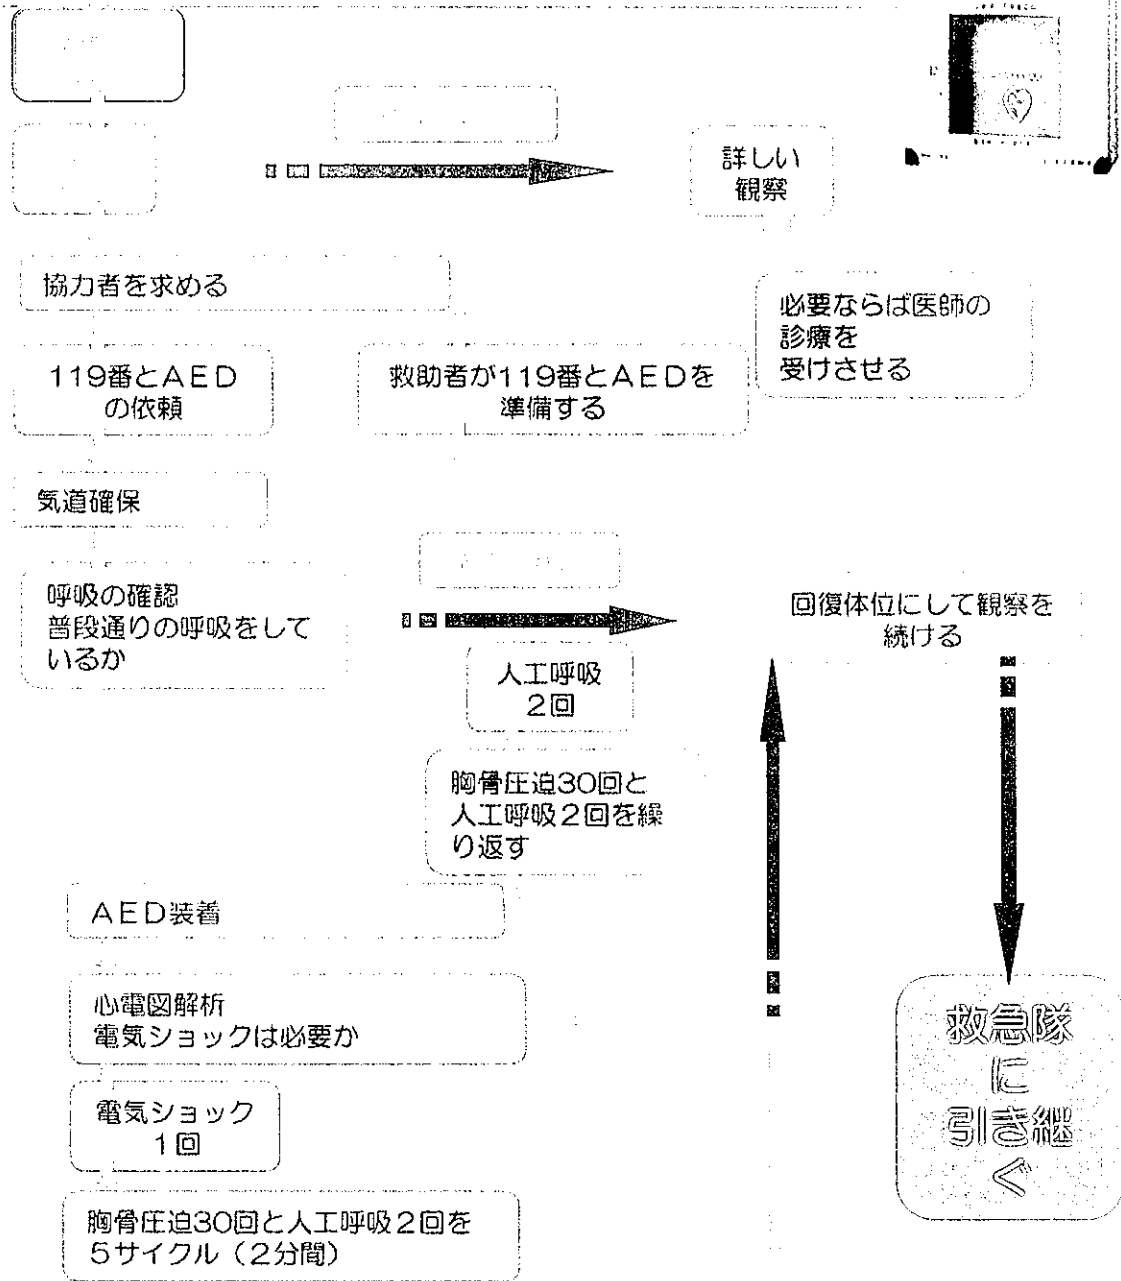 詳しい
観察
協力者を求める
必要ならば医師の
診療を
受けさせる
119番とAED
の依頼
救助者が119番とAEDを
準備する
気道確保
呼吸の確認
普段通りの呼吸をして
いるか
回復体位にして観察を
続ける
人工呼吸
2回
胸骨圧迫30回と
人工呼吸2回を繰
り返す
AED装着
心電図解析
電気ショックは必要か
電気ショック
1回
胸骨圧迫30回と人工呼吸2回を
5サイクル(2分間)
救急隊
に
引き継
ぐ